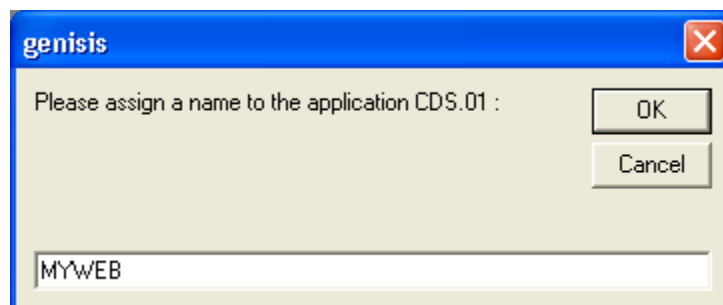 genisis
Please assign a name to the application CDS.01 :
OK
Cancel
MYWEB